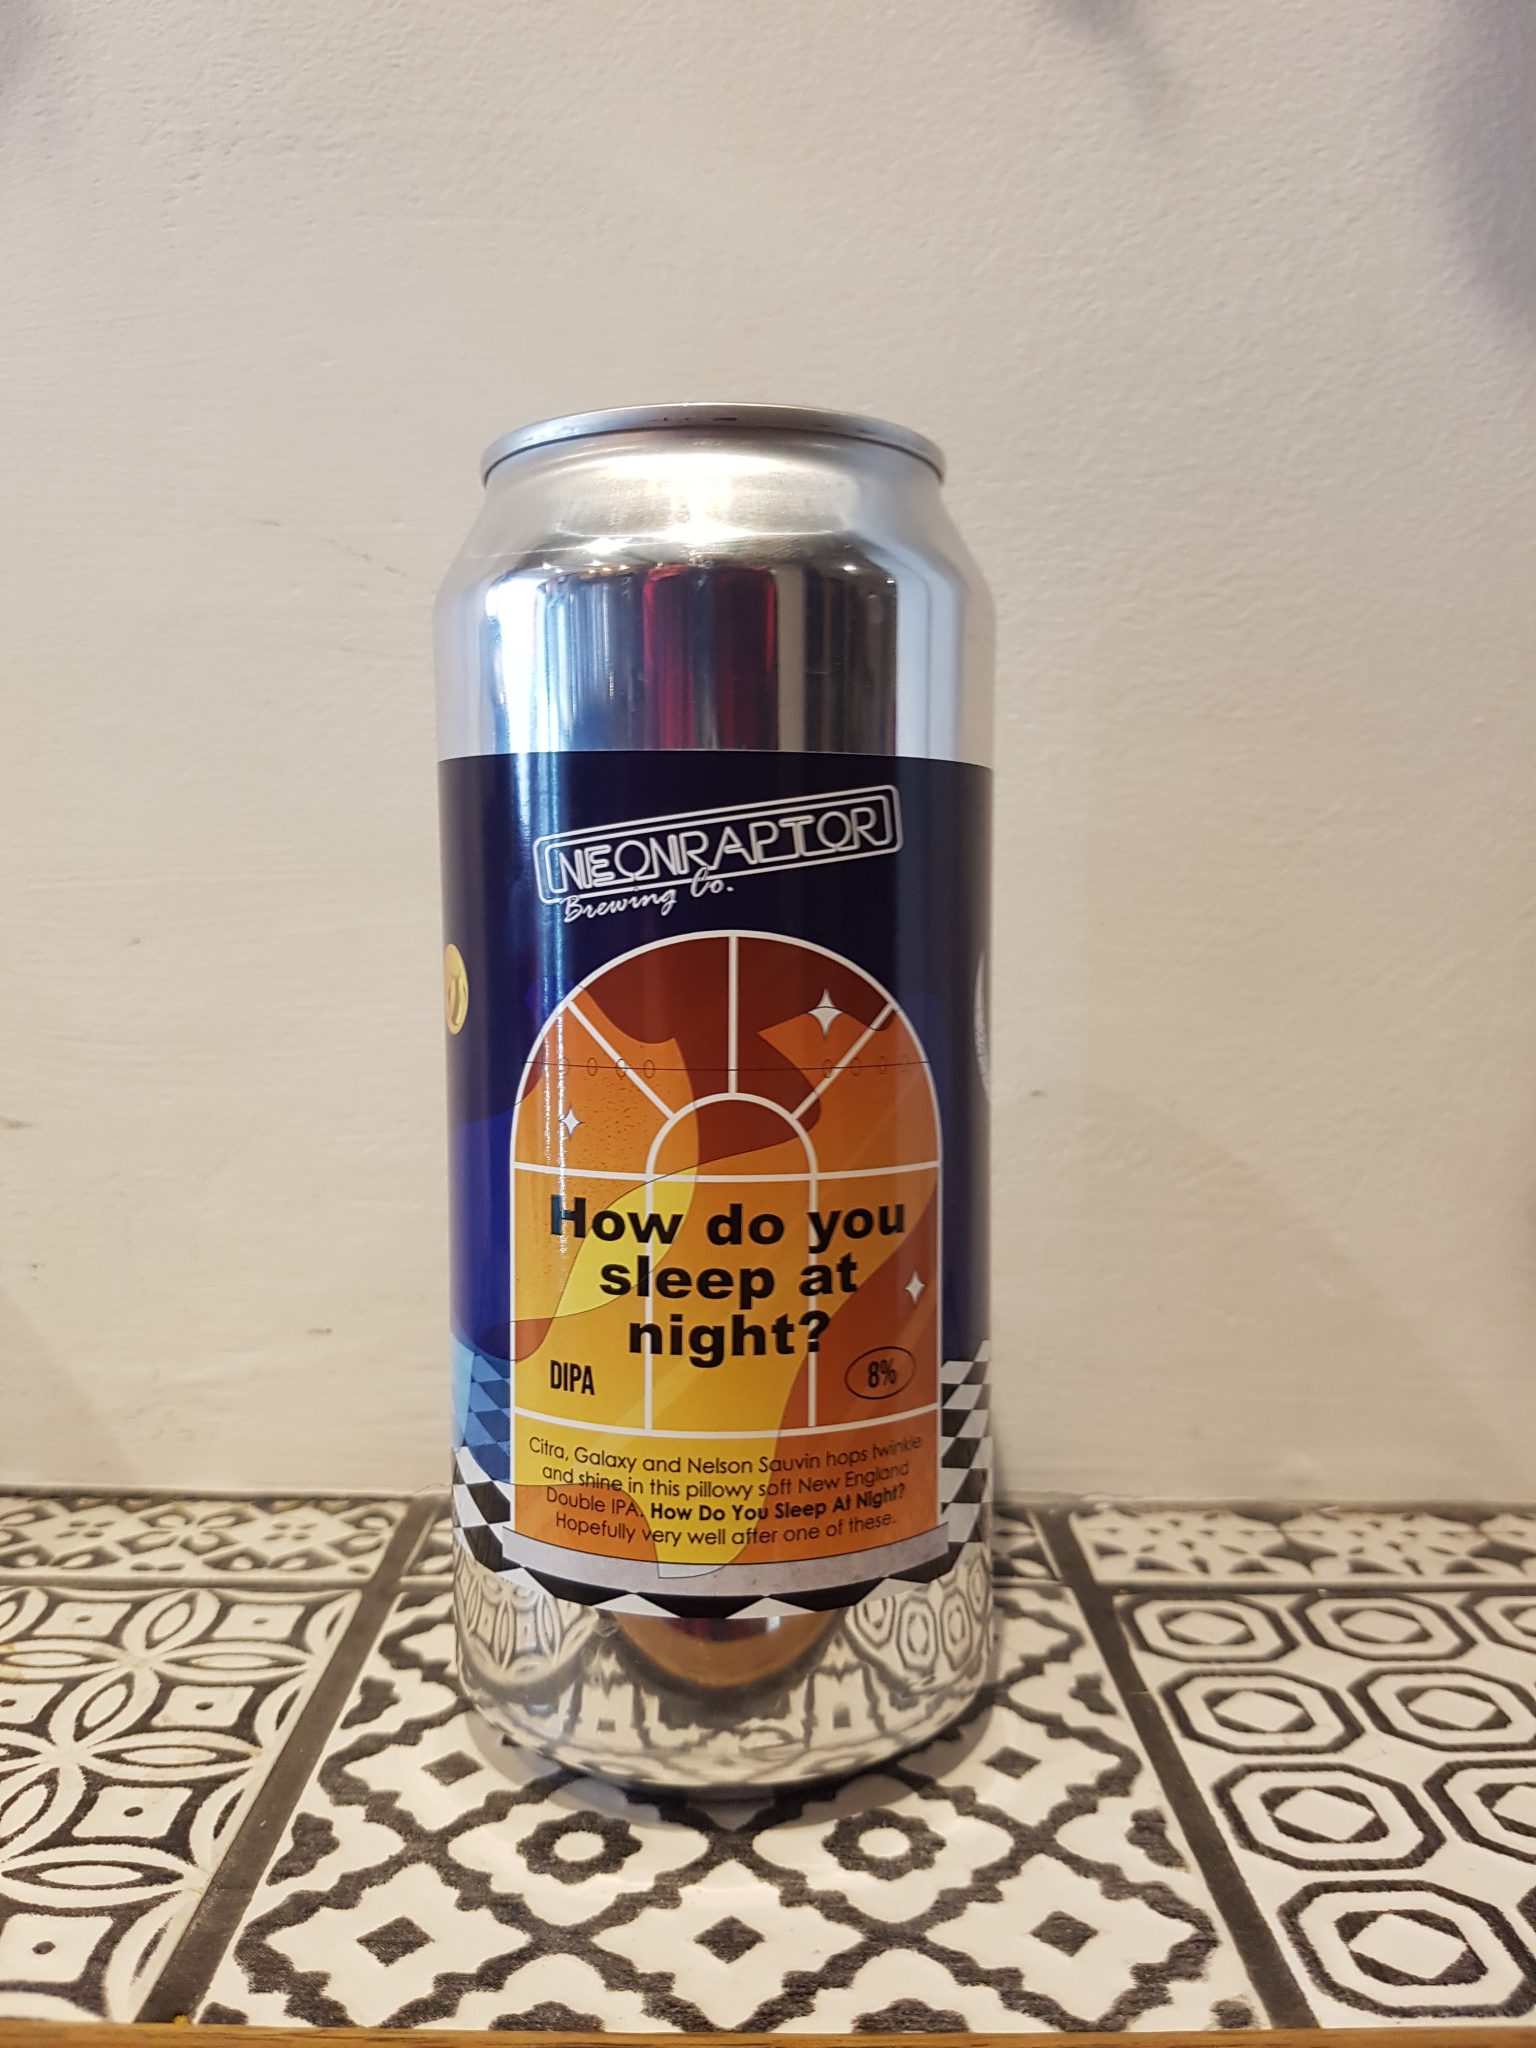 NEONRAPTOR
Brewing Co.
How do you
sleep at
night?
DIPA
8%
Citra, Galaxy and Nelson Sauvin hops twinkle
and shine in this pillowy soft New England
Double IPA. How Do You Sleep At Night?
Hopefully very well after one of these.